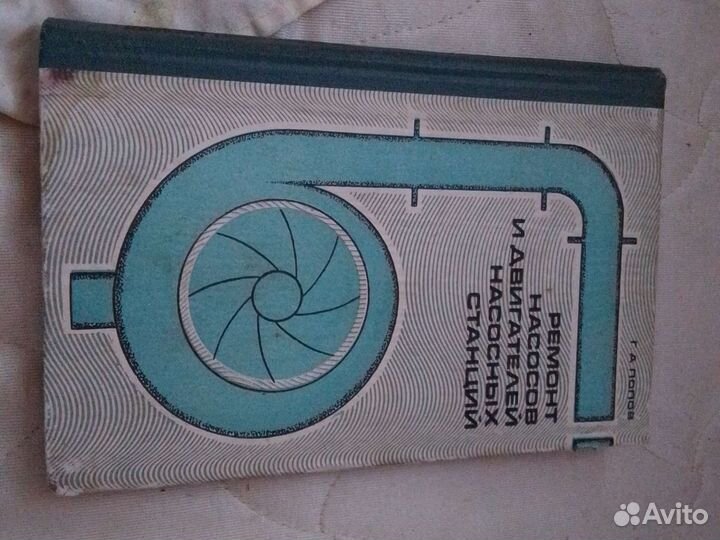 Г. А. ПОПОВ
РЕМОНТ
НАСОСОВ
И ДВИГАТЕЛЕЙ
НАСОСНЫХ
СТАНЦИЙ
Avito